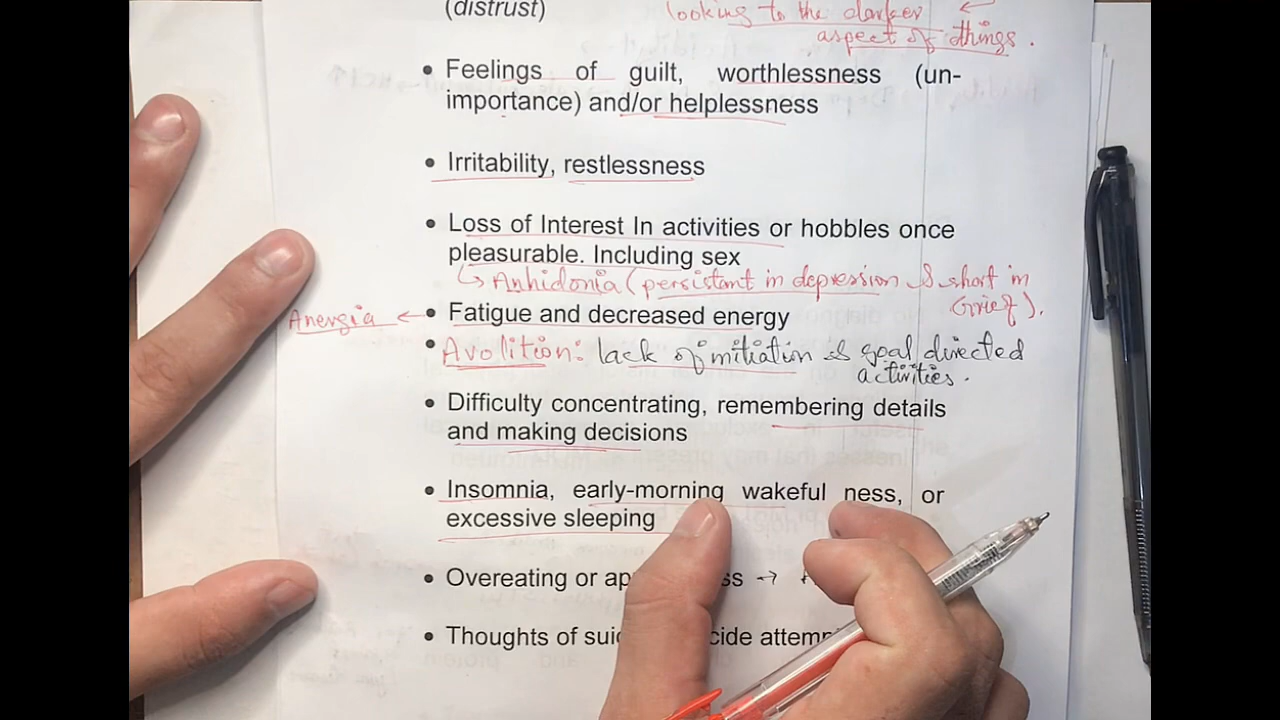 (distrust)
looking to the darker
aspect of things.
• Feelings of guilt, worthlessness (un-
importance) and/or helplessness
• Irritability, restlessness
• Loss of Interest In activities or hobbles once
pleasurable. Including sex
↳ Anhidonia (persistant in depression & short in
Grief).
Anergia ← • Fatigue and decreased energy
• Avolition: lack of initiation & goal directed
activities.
• Difficulty concentrating, remembering details
and making decisions
• Insomnia, early-morning wakeful ness, or
excessive sleeping
• Overeating or →
• Thoughts of